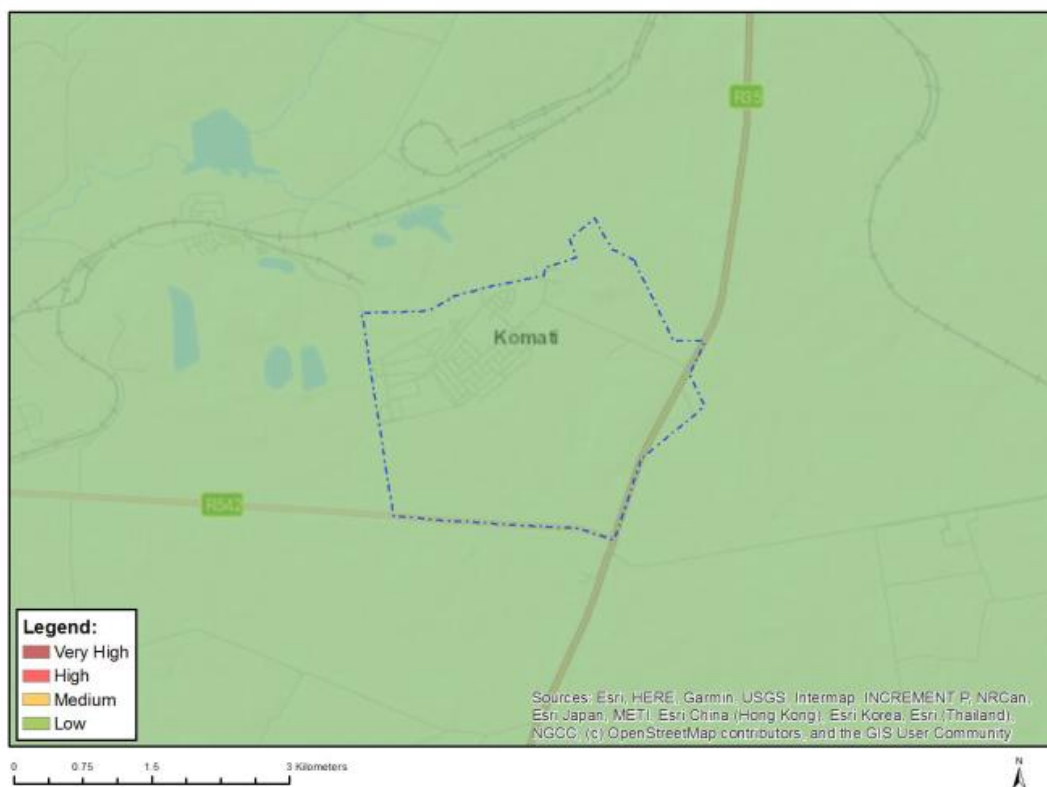 R35
Komati
R542
Legend:
Very High
High
Medium
Low
Sources: Esri, HERE, Garmin, USGS, Intermap, INCREMENT P, NRCan,
Esri Japan, METI, Esri China (Hong Kong), Esri Korea, Esri (Thailand),
NGCC, (c) OpenStreetMap contributors, and the GIS User Community
0 0.75 1.5 3 Kilometers
N